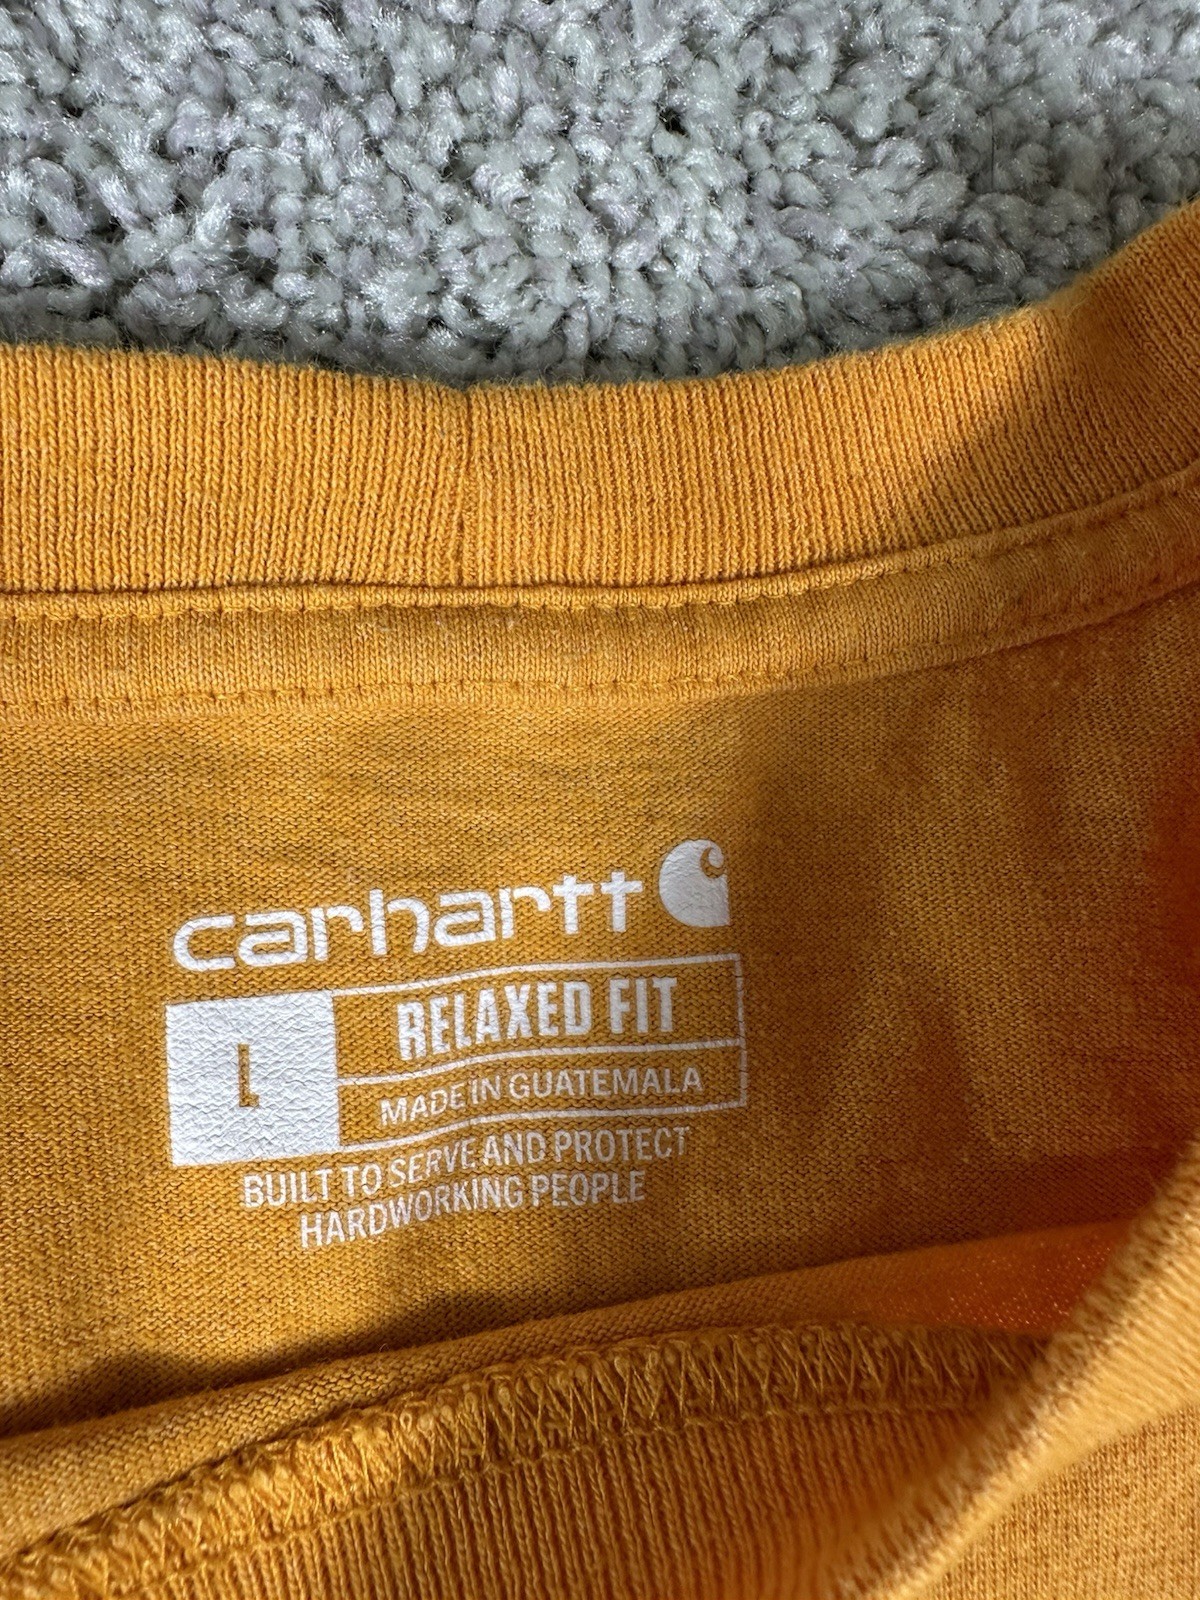 carhartt
L
RELAXED FIT
MADE IN GUATEMALA
BUILT TO SERVE AND PROTECT
HARDWORKING PEOPLE